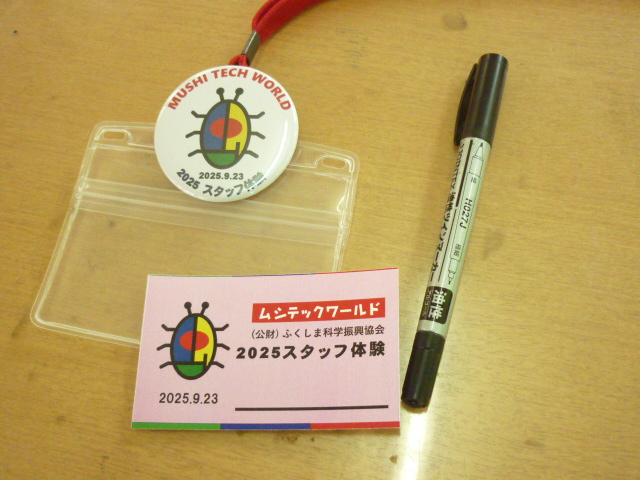 MUSHI TECH WORLD
2025.9.23
2025 スタッフ体験
ムシテックワールド
(公財)ふくしま科学振興協会
2025スタッフ体験
2025.9.23
H027J
油性